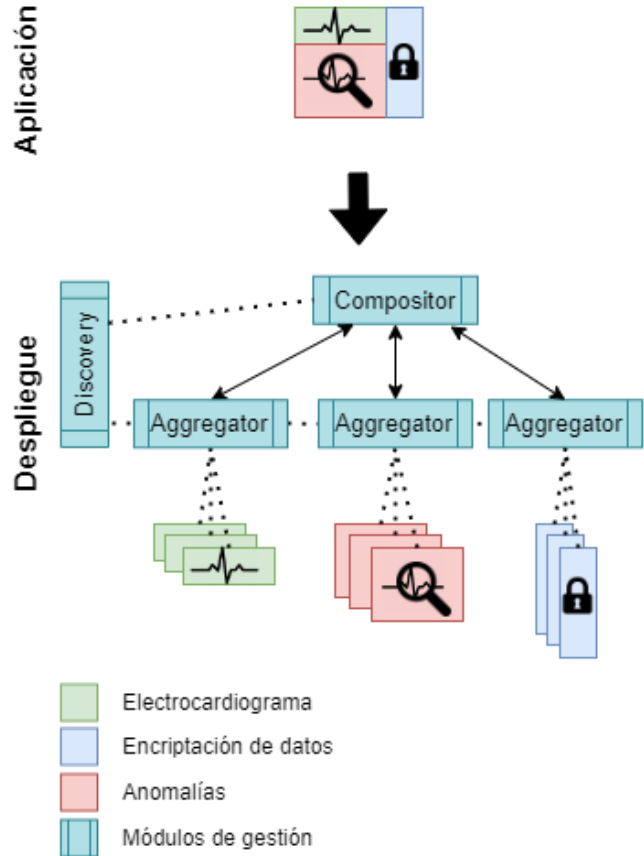 Aplicación
Despliegue
Discovery
Compositor
Aggregator
Aggregator
Aggregator
Electrocardiograma
Encriptación de datos
Anomalías
Módulos de gestión